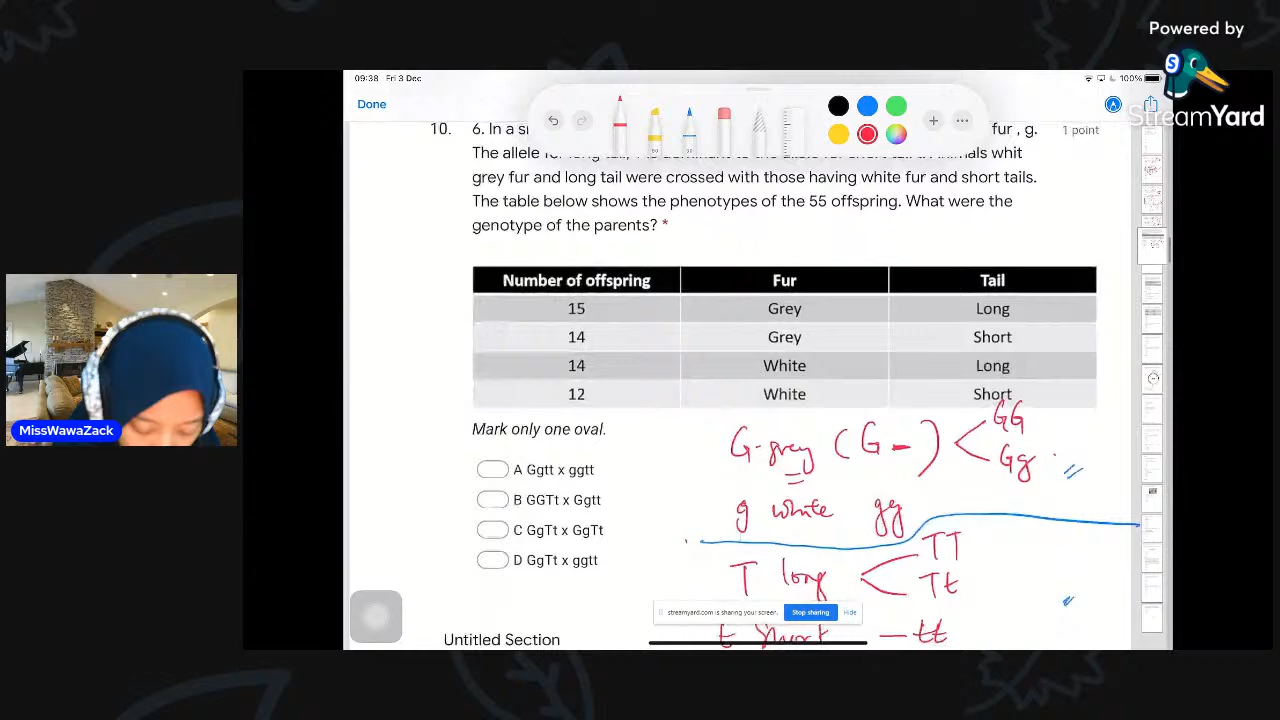 Powered by
StreamYard
09:38 Fri 3 Dec
100%
Done
10. 6. In a s fur , g. 1 point
The allele
grey fur and long tail were crossed with those having white fur and short tails.
The table below shows the phenotypes of the 55 offspring. What were the
genotype of the parents? *
Number of offspring Fur Tail
15 Grey Long
14 Grey Short
14 White Long
12 White Short
Mark only one oval.
A Ggtt x ggtt
B GGTt x Ggtt
C GgTt x GgTt
D GgTt x ggtt
G-grey (G - ) < GG
Gg
g white gg
T long < TT
Tt
t short - tt
streamyard.com is sharing your screen. Stop sharing Hide
Untitled Section
MissWawaZack